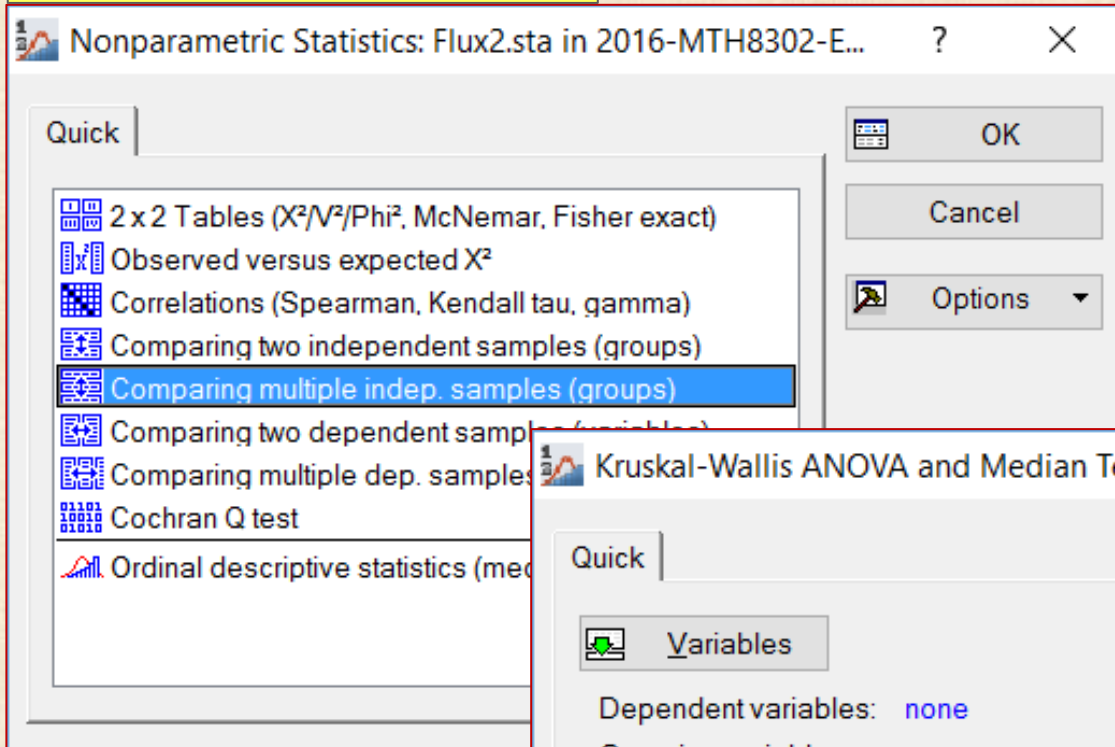 Nonparametric Statistics: Flux2.sta in 2016-MTH8302-E...
Quick
OK
Cancel
Options
2 x 2 Tables (X²/V²/Phi², McNemar, Fisher exact)
Observed versus expected X²
Correlations (Spearman, Kendall tau, gamma)
Comparing two independent samples (groups)
Comparing multiple indep. samples (groups)
Comparing two dependent samples (variables)
Comparing multiple dep. samples
Cochran Q test
Ordinal descriptive statistics
Kruskal-Wallis ANOVA and Median
Quick
Variables
Dependent variables: none